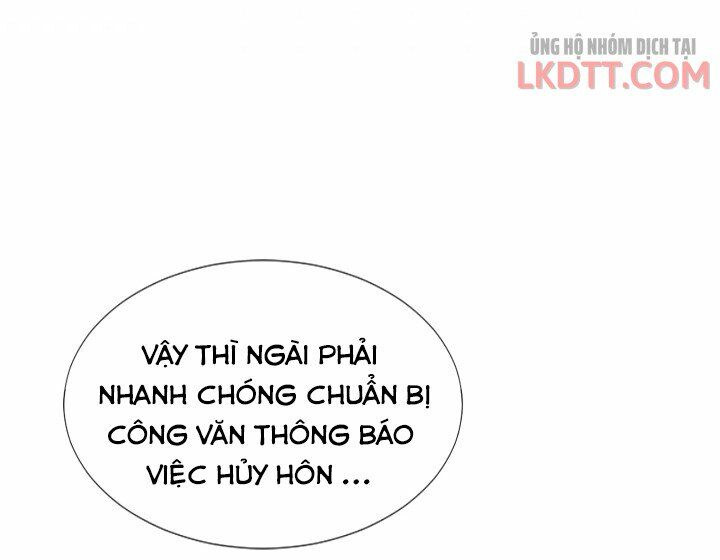 ỦNG HỘ NHÓM DỊCH TẠI
LKDTT.COM
VẬY THÌ NGÀI PHẢI
NHANH CHÓNG CHUẨN BỊ
CÔNG VĂN THÔNG BÁO
VIỆC HỦY HÔN ...